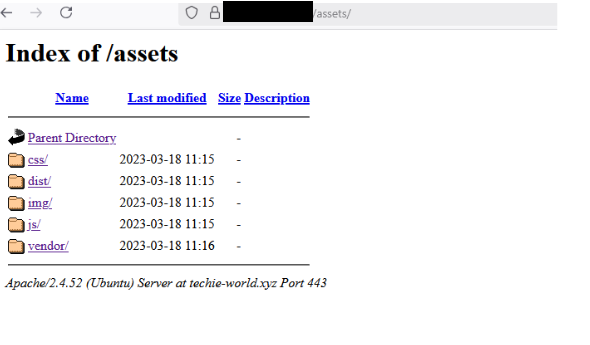 /assets/
Index of /assets
Name Last modified Size Description
Parent Directory -
css/ 2023-03-18 11:15 -
dist/ 2023-03-18 11:15 -
img/ 2023-03-18 11:15 -
js/ 2023-03-18 11:15 -
vendor/ 2023-03-18 11:16 -
Apache/2.4.52 (Ubuntu) Server at techie-world.xyz Port 443